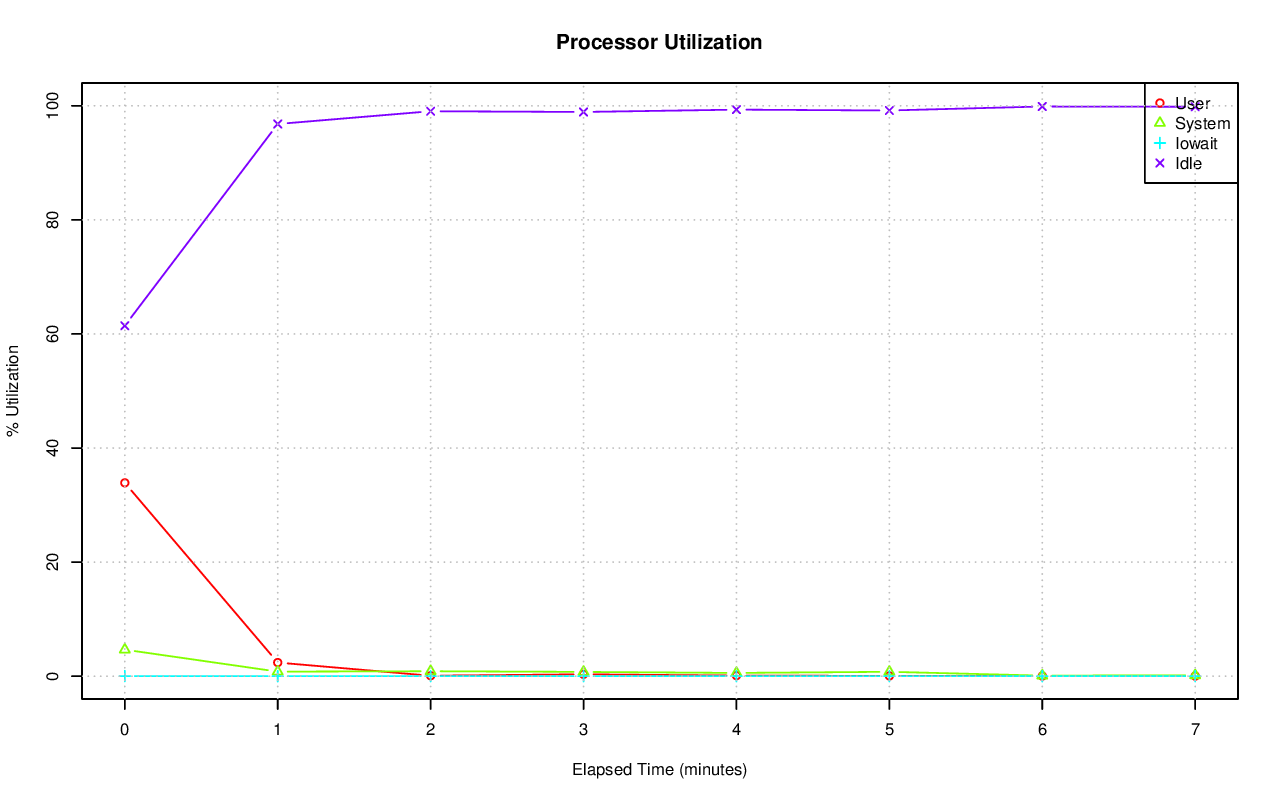 Processor Utilization
% Utilization
100
80
60
40
20
0
User
System
Iowait
Idle
0 1 2 3 4 5 6 7
Elapsed Time (minutes)